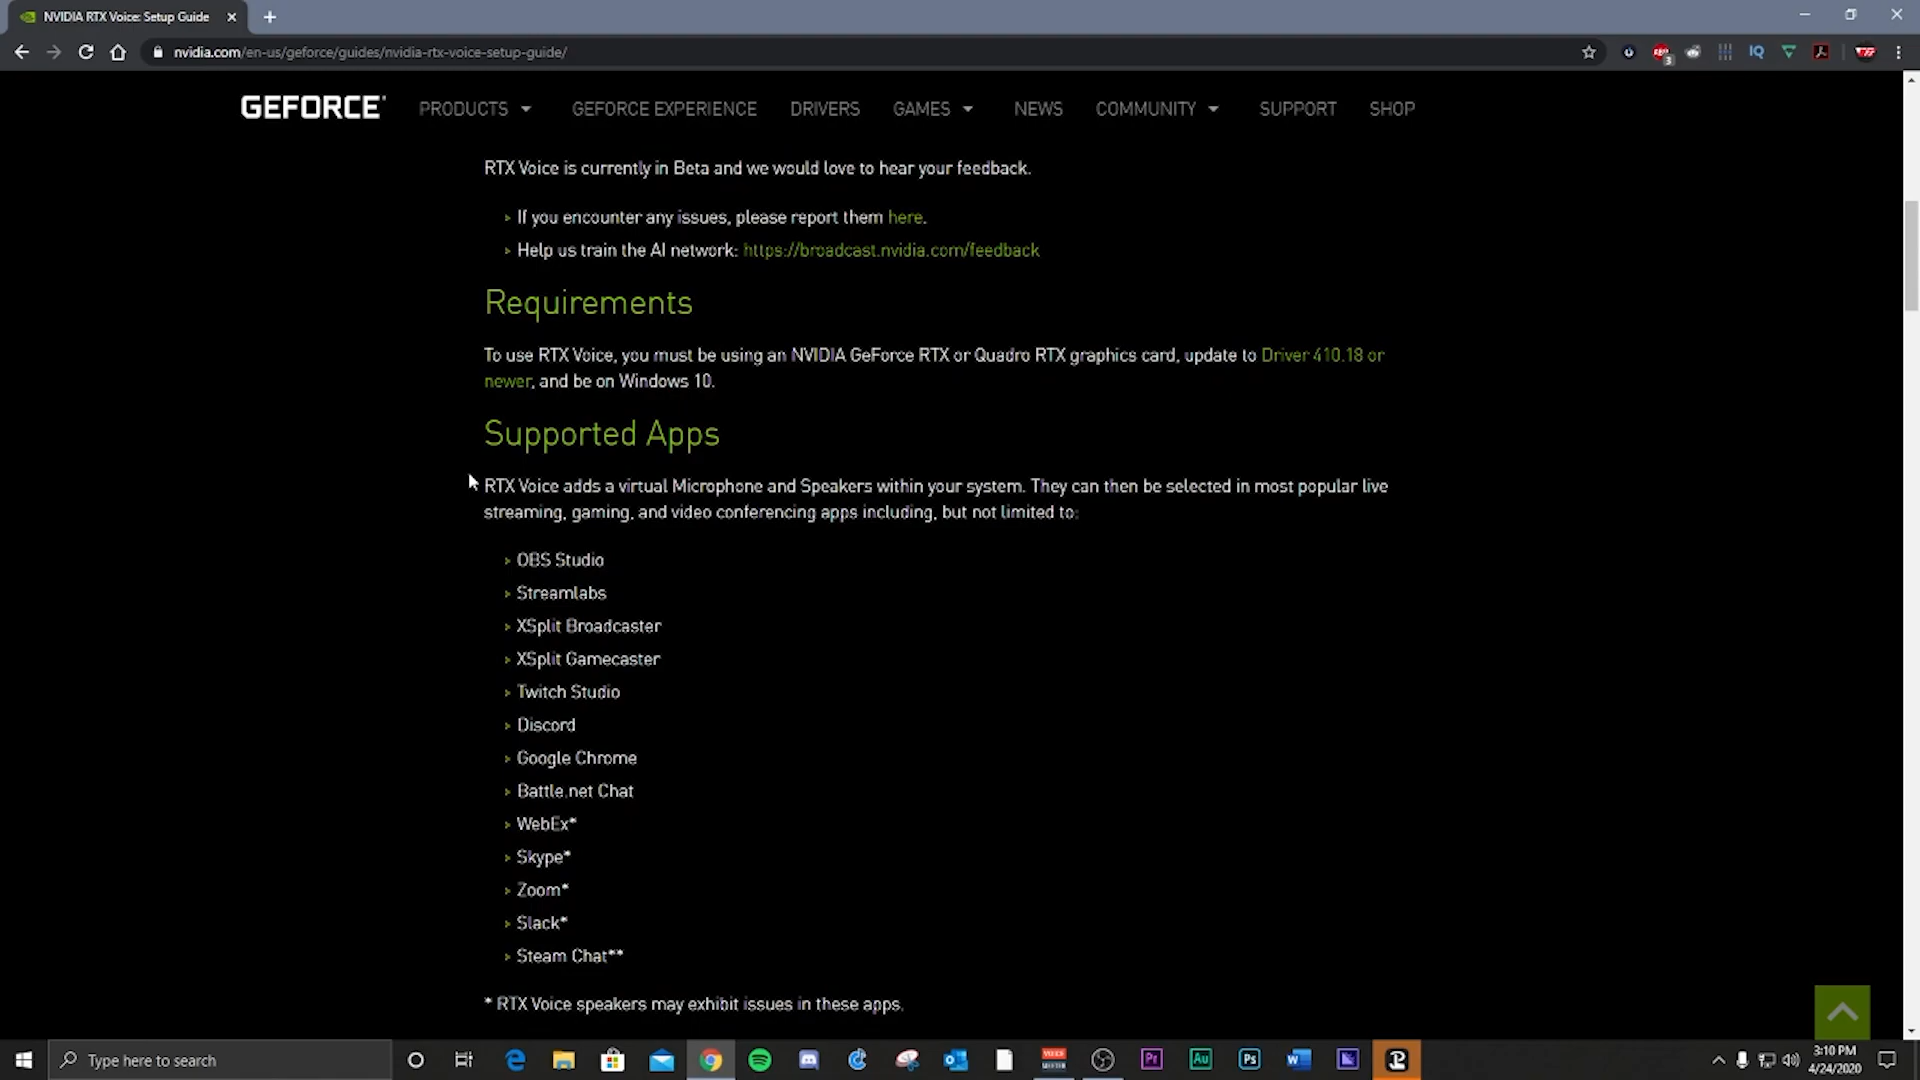 NVIDIA RTX Voice: Setup Guide
nvidia.com/en-us/geforce/guides/nvidia-rtx-voice-setup-guide/
GEFORCE PRODUCTS GEFORCE EXPERIENCE DRIVERS GAMES NEWS COMMUNITY SUPPORT SHOP
RTX Voice is currently in Beta and we would love to hear your feedback.
If you encounter any issues, please report them here.
Help us train the AI network: https://broadcast.nvidia.com/feedback
Requirements
To use RTX Voice, you must be using an NVIDIA GeForce RTX or Quadro RTX graphics card, update to Driver 410.18 or
newer, and be on Windows 10.
Supported Apps
RTX Voice adds a virtual Microphone and Speakers within your system. They can then be selected in most popular live
streaming, gaming, and video conferencing apps including, but not limited to:
OBS Studio
Streamlabs
XSplit Broadcaster
XSplit Gamecaster
Twitch Studio
Discord
Google Chrome
Battle.net Chat
WebEx*
Skype*
Zoom*
Slack*
Steam Chat**
* RTX Voice speakers may exhibit issues in these apps.
Type here to search
Pr Au Ps
3:10 PM
4/24/2020